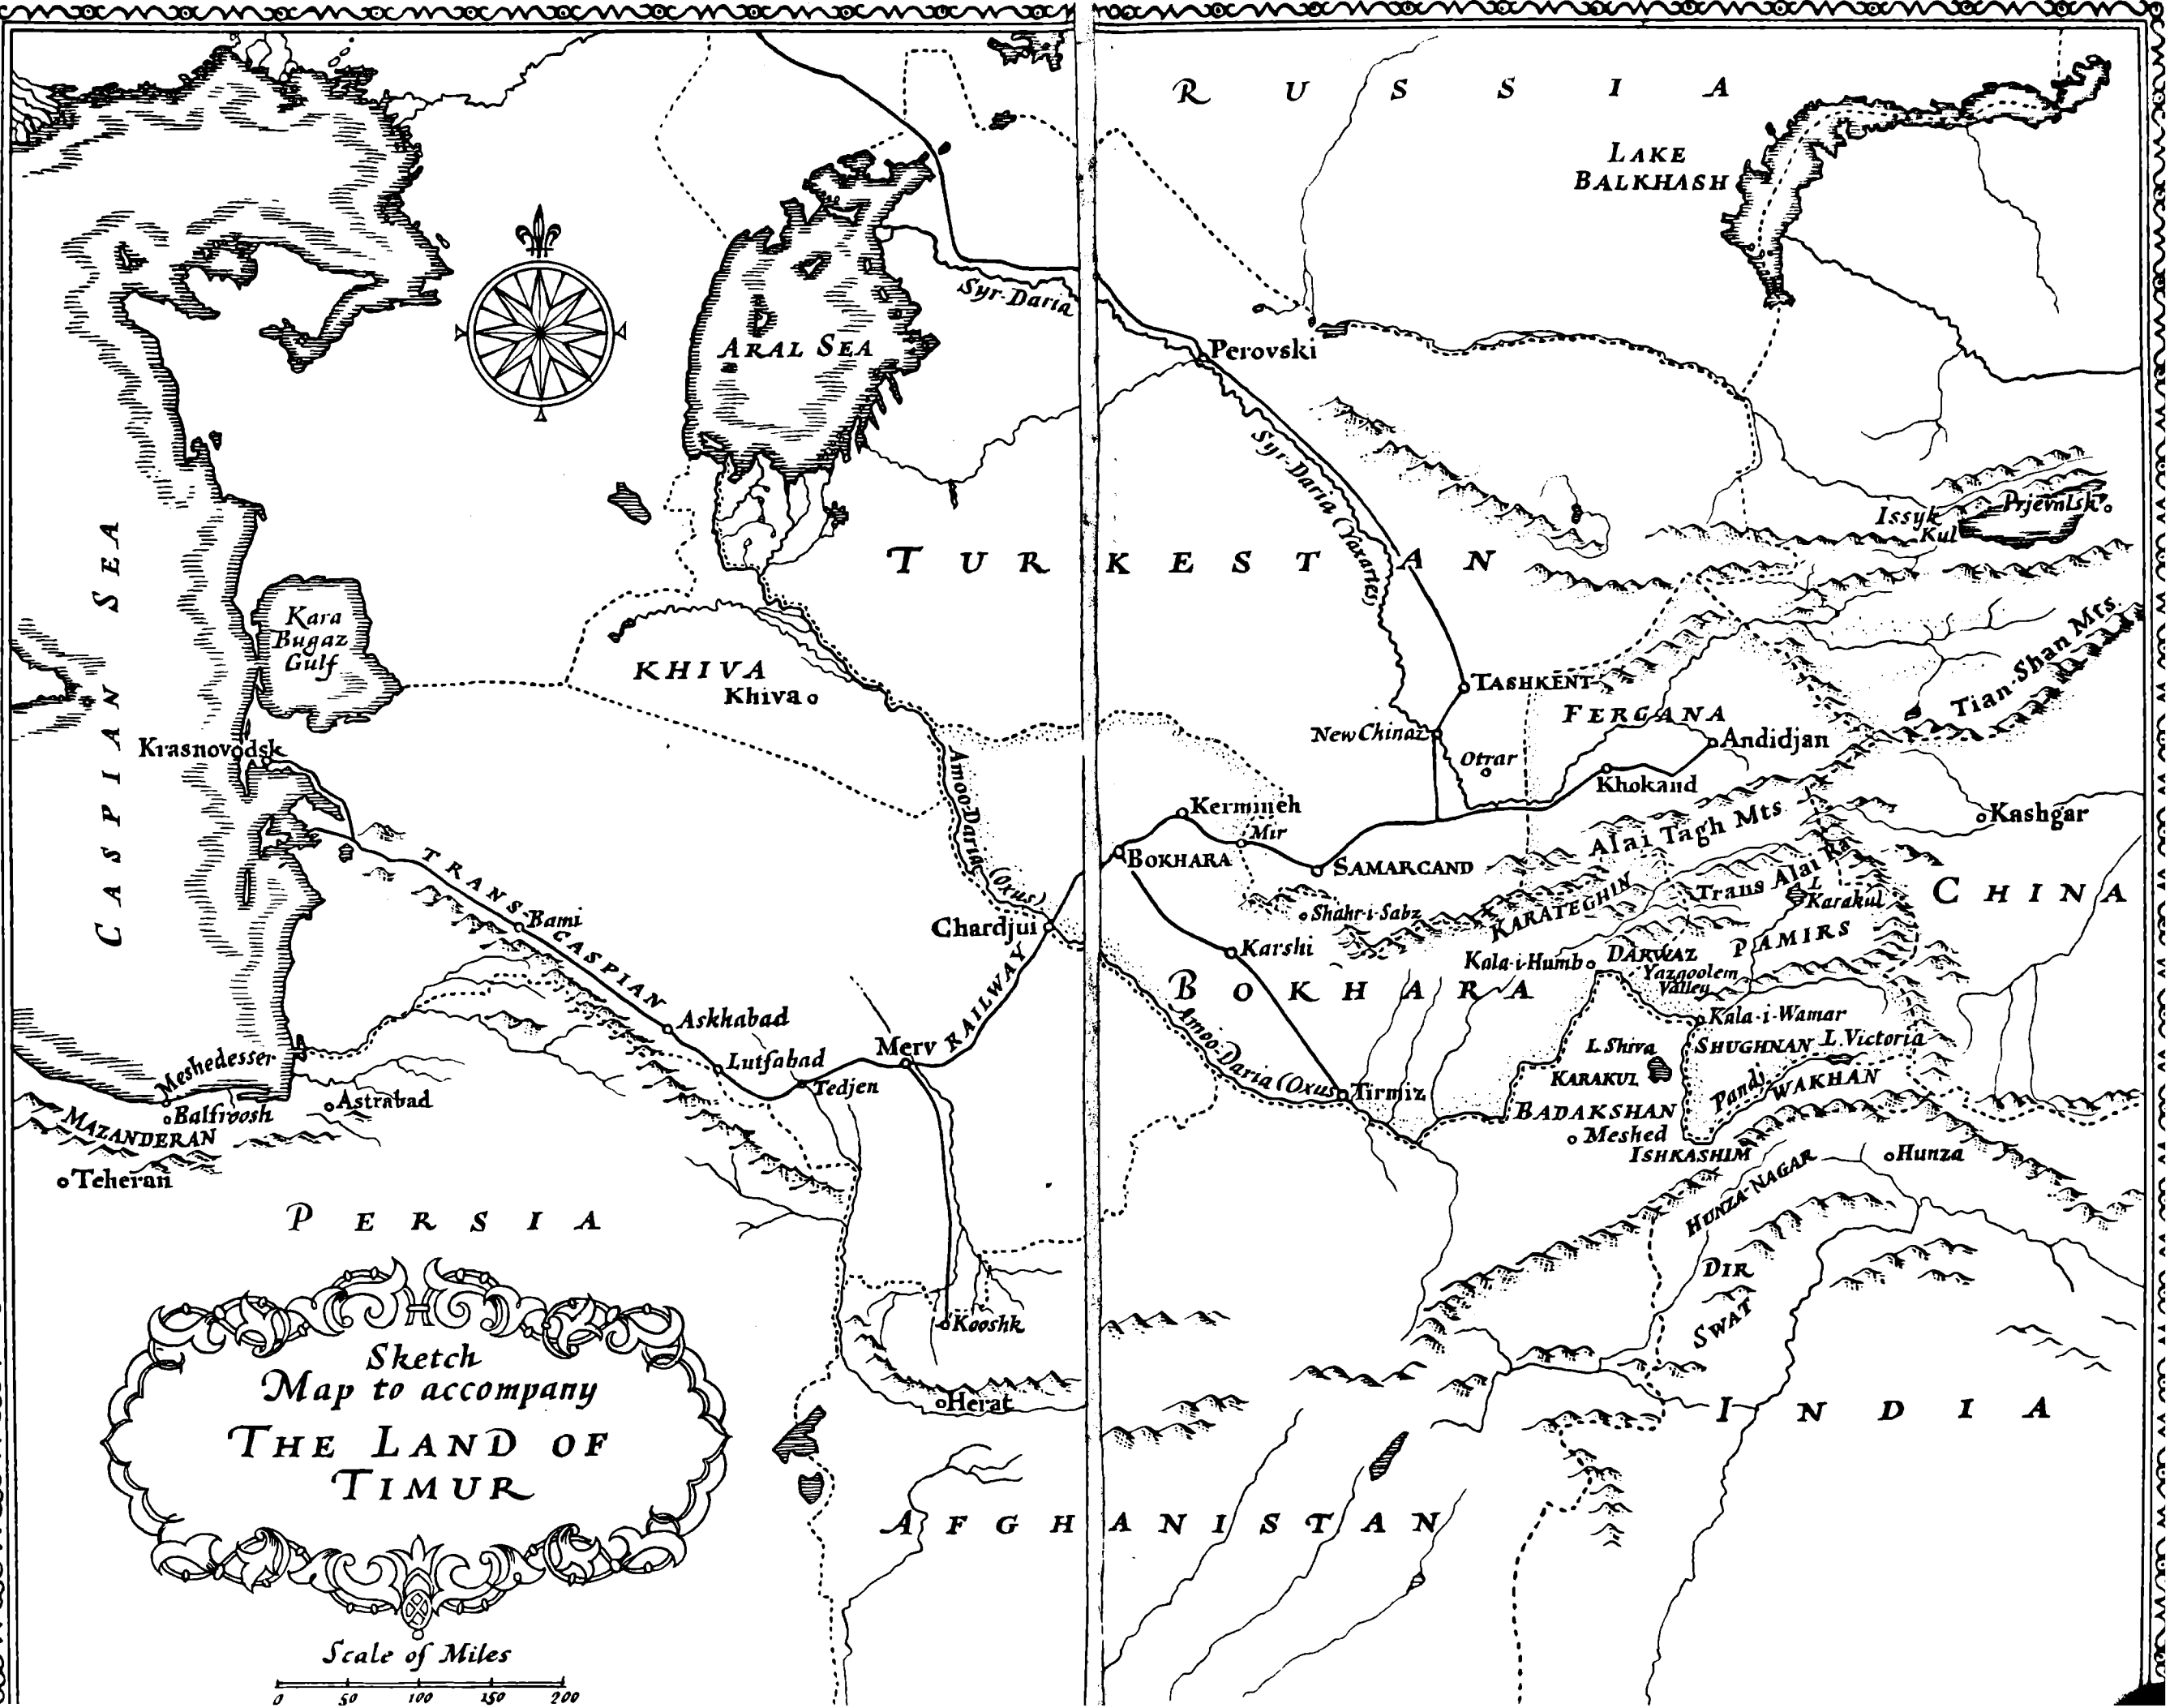 RUSSIA
LAKE
BALKHASH
Syr-Daria
ARAL SEA
Perovski
Syr-Daria (Yaxartes)
Issyk
Kul
Prjevalsk
TURKESTAN
CASPIAN SEA
Kara
Bugaz
Gulf
KHIVA
Khiva
TASHKENT
Tian-Shan Mts.
FERGANA
New Chinaz
Andidjan
Otrar
Krasnovodsk
Khokand
Amoo-Daria (Oxus)
Kermineh
Mir
Kashgar
Alai Tagh Mts
BOKHARA
SAMARCAND
Trans Alai Ra
L
Karakul
CHINA
TRANS-CASPIAN RAILWAY
Bami
Shahr-i-Sabz
KARATEGHIN
Chardjui
Karshi
Kala-i-Humb
DARWAZ
PAMIRS
Yazgoolem
Valley
BOKHARA
Askhabad
Kala-i-Wamar
Merv
Amoo-Daria (Oxus)
L.Shiva
SHUGHNAN
L.Victoria
Meshedesser
Lutfabad
Tedjen
KARAKUL
Pandj
WAKHAN
Tirmiz
Astrabad
Balfroosh
BADAKSHAN
MAZANDERAN
Meshed
ISHKASHIM
Hunza
Teheran
HUNZA-NAGAR
PERSIA
DIR
SWAT
Kooshk
Herat
INDIA
AFGHANISTAN
Sketch
Map to accompany
THE LAND OF
TIMUR
Scale of Miles
0 50 100 150 200